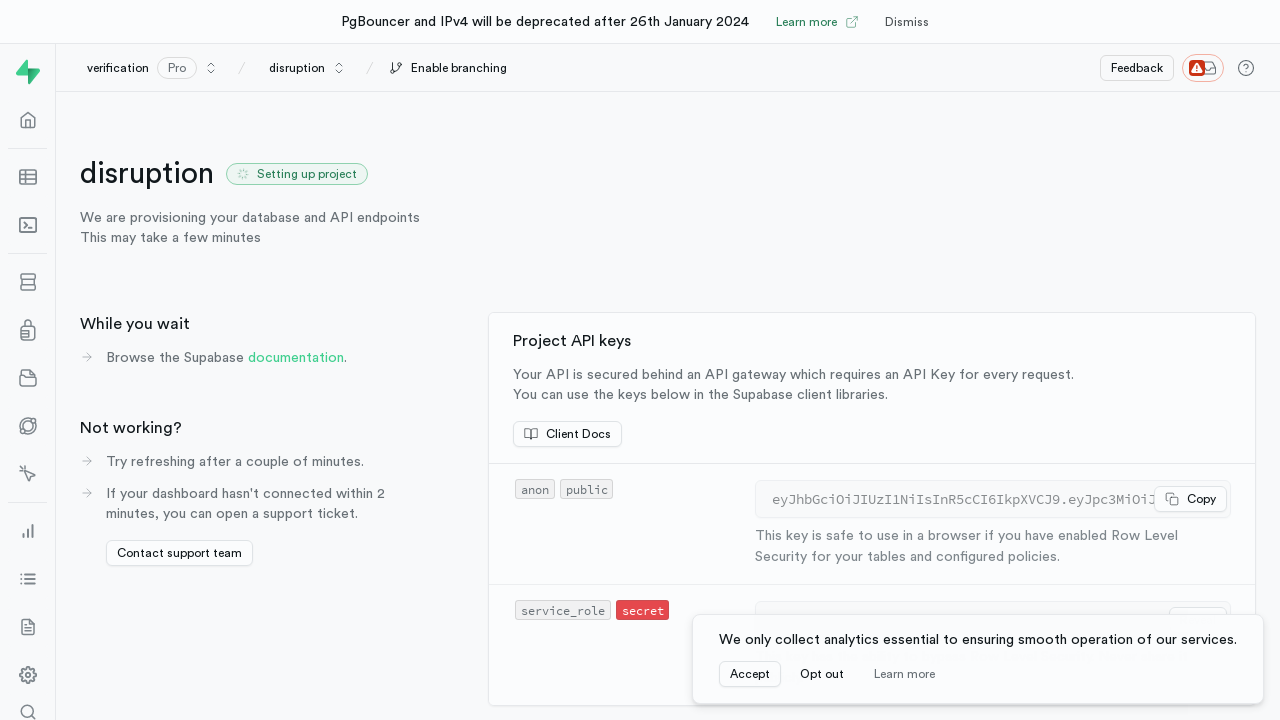 PgBouncer and IPv4 will be deprecated after 26th January 2024 Learn more Dismiss
verification Pro / disruption / Enable branching Feedback
disruption Setting up project
We are provisioning your database and API endpoints
This may take a few minutes
While you wait
Browse the Supabase documentation.
Not working?
Try refreshing after a couple of minutes.
If your dashboard hasn't connected within 2
minutes, you can open a support ticket.
Contact support team
Project API keys
Your API is secured behind an API gateway which requires an API Key for every request.
You can use the keys below in the Supabase client libraries.
Client Docs
anon public eyJhbGciOiJIUzI1NiIsInR5cCI6IkpXVCJ9.eyJpc3MiOiJ Copy
This key is safe to use in a browser if you have enabled Row Level
Security for your tables and configured policies.
service_role secret
We only collect analytics essential to ensuring smooth operation of our services.
Accept Opt out Learn more